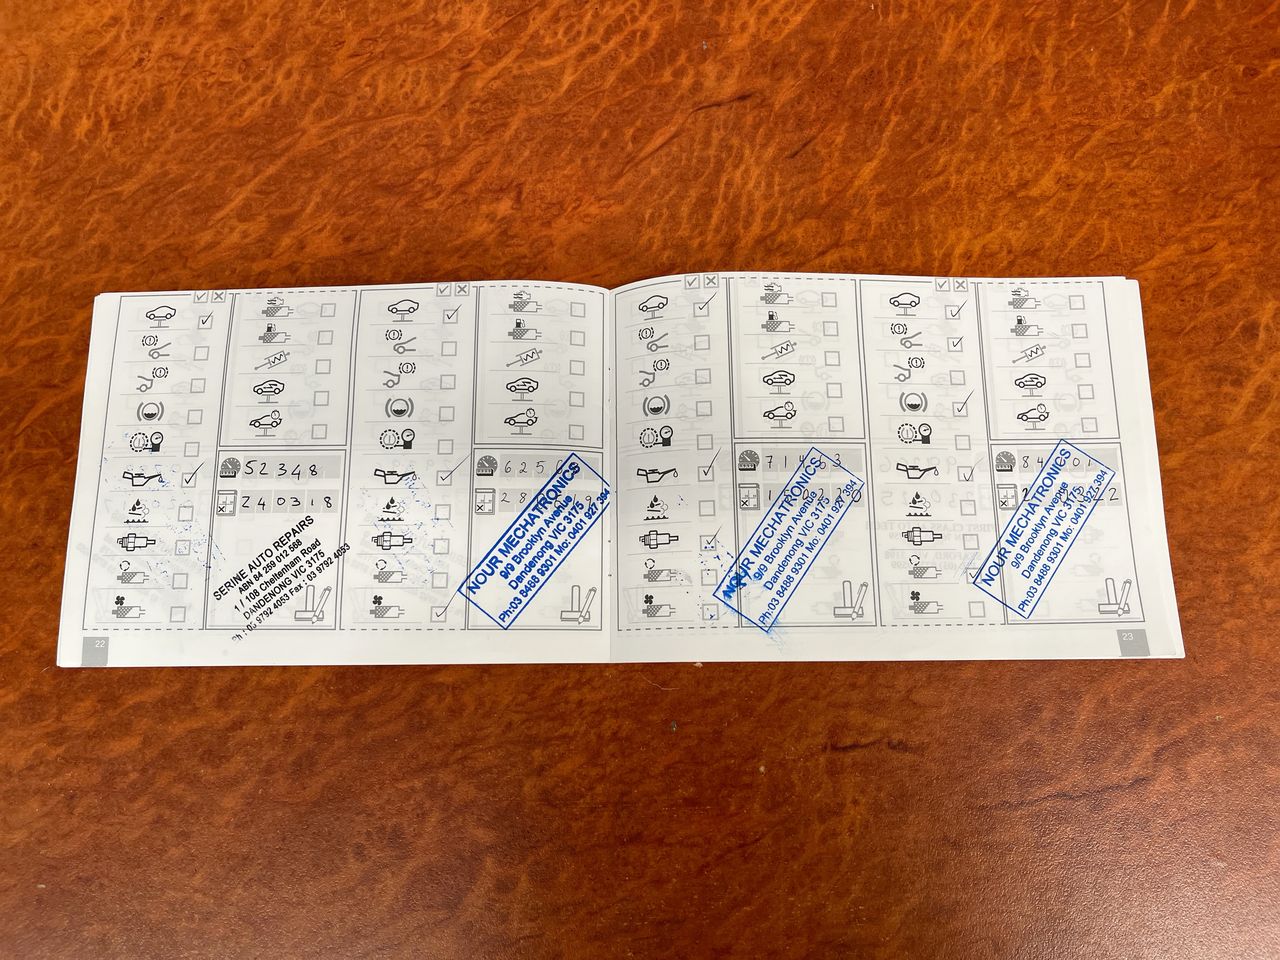 52348
240318
SERINE AUTO REPAIRS
ABN 84 259 012 568
1 / 108 Cheltenham Road
DANDENONG VIC 3175
Ph : 03 9792 4053 Fax : 03 9792 4053
22
NOUR MECHATRONICS
9/9 Brooklyn Avenue
Dandenong VIC 3175
Ph:03 8488 9301 Mo: 0401 927 394
NOUR MECHATRONICS
9/9 Brooklyn Avenue
Dandenong VIC 3175
Ph:03 8488 9301 Mo: 0401 927 394
NOUR MECHATRONICS
9/9 Brooklyn Avenue
Dandenong VIC 3175
Ph:03 8488 9301 Mo: 0401 927 394
23